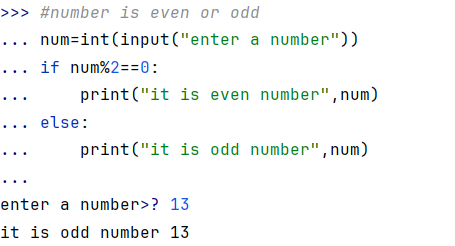 >>> #number is even or odd
... num=int(input("enter a number"))
... if num%2==0:
...     print("it is even number",num)
... else:
...     print("it is odd number",num)
...
enter a number>? 13
it is odd number 13